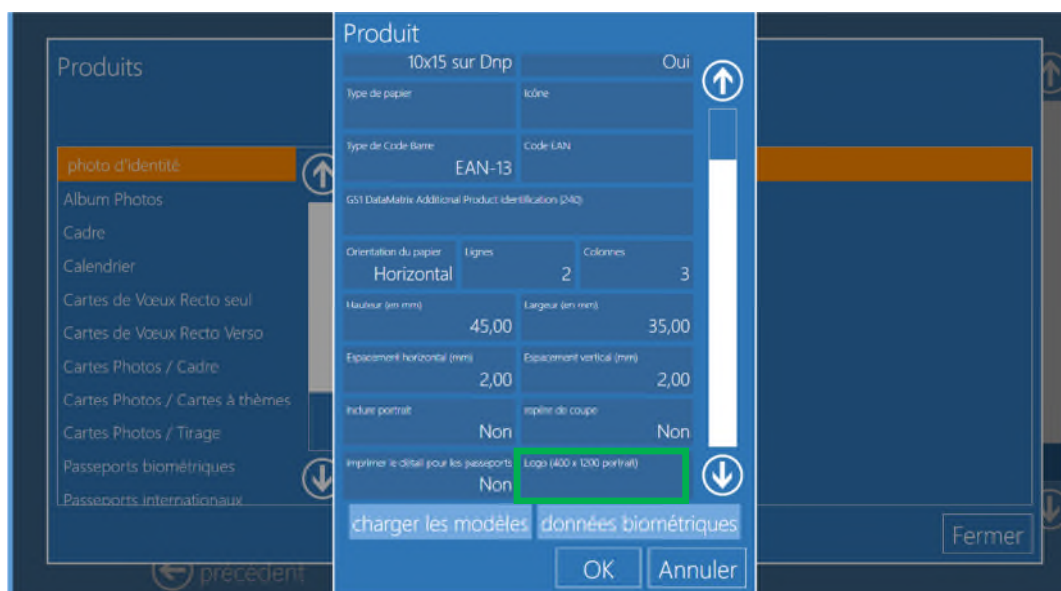 Produits
photo d'identité
Album Photos
Cadre
Calendrier
Cartes de Vœux Recto seul
Cartes de Vœux Recto Verso
Cartes Photos / Cadre
Cartes Photos / Cartes à thèmes
Cartes Photos / Tirage
Passeports biométriques
Passeports internationaux
précédent
Produit
10x15 sur Dnp Oui
Type de papier Icône
Type de Code Barre Code EAN
EAN-13
GS1 DataMatrix Additional Product Identification (240)
Orientation du papier Lignes Colonnes
Horizontal 2 3
Hauteur (en mm) Largeur (en mm)
45,00 35,00
Espacement horizontal (mm) Espacement vertical (mm)
2,00 2,00
Inclure portrait repère de coupe
Non Non
Imprimer le détail pour les passeports Logo (400 x 1200 portrait)
Non
charger les modèles données biométriques
OK Annuler
Fermer